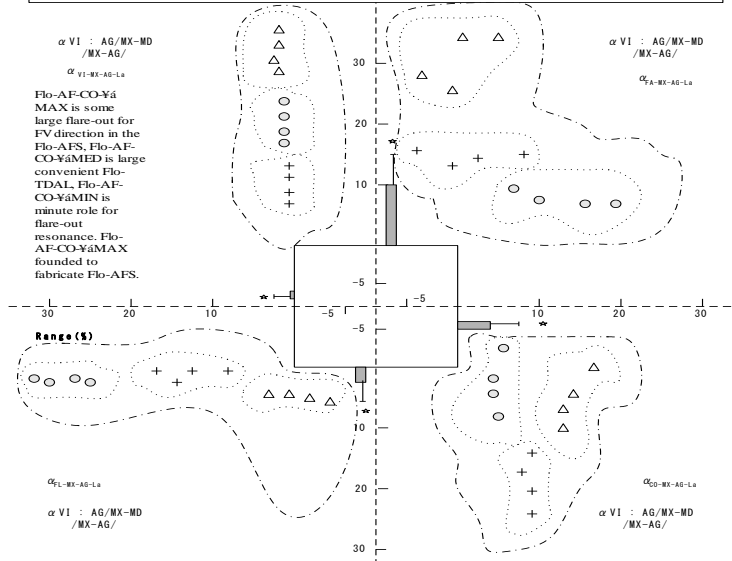 α VI : AG/MX-MD
/MX-AG/
α VI-MX-AG-La
Flo-AF-CO-¥á
MAX is some
large flare-out for
FV direction in the
Flo-AFS, Flo-AF-
CO-¥áMED is large
convenient Flo-
TDAL, Flo-AF-
CO-¥áMIN is
minute role for
flare-out
resonance. Flo-
AF-CO-¥áMAX
founded to
fabricate Flo-AFS.
α VI : AG/MX-MD
/MX-AG/
α FA-MX-AG-La
30
20
10
-5
-5
-5
-5
30
20
10
10
20
30
Range(%)
10
20
30
α FL-MX-AG-La
α VI : AG/MX-MD
/MX-AG/
α CO-MX-AG-La
α VI : AG/MX-MD
/MX-AG/